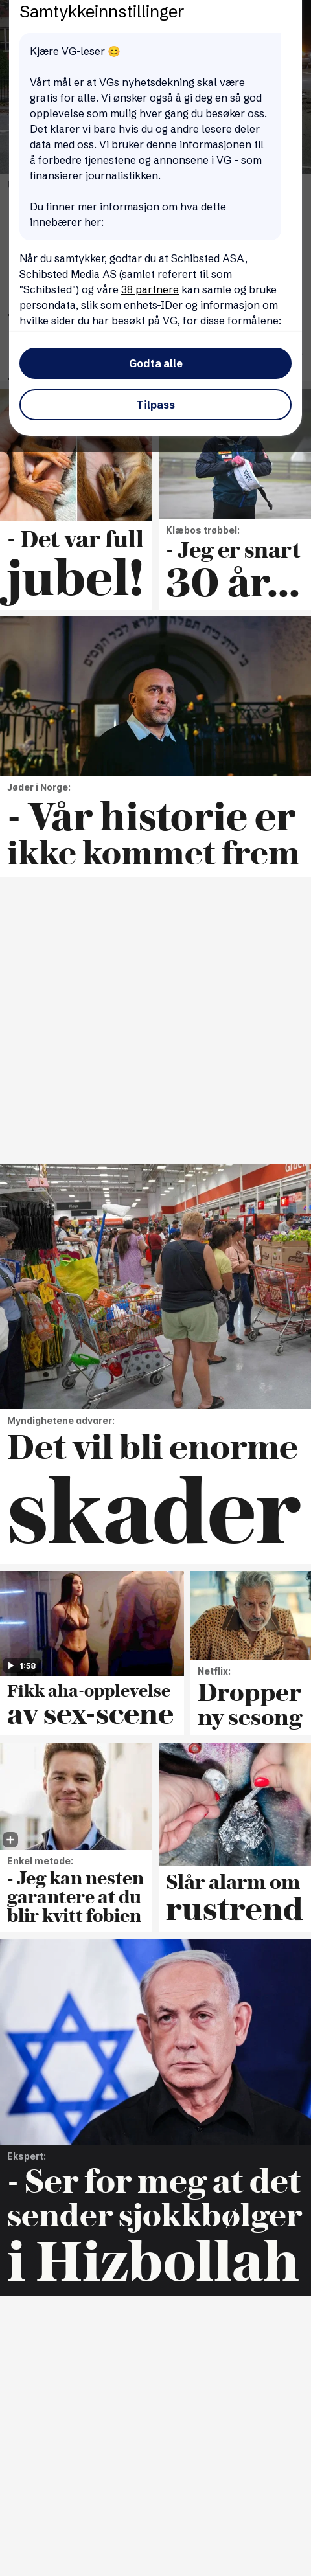 Samtykkeinnstillinger
Kjære VG-leser 😊
Vårt mål er at VGs nyhetsdekning skal være
gratis for alle. Vi ønsker også å gi deg en så god
opplevelse som mulig hver gang du besøker oss.
Det klarer vi bare hvis du og andre lesere deler
data med oss. Vi bruker denne informasjonen til
å forbedre tjenestene og annonsene i VG - som
finansierer journalistikken.
Du finner mer informasjon om hva dette
innebærer her:
Når du samtykker, godtar du at Schibsted ASA,
Schibsted Media AS (samlet referert til som
"Schibsted") og våre 38 partnere kan samle og bruke
persondata, slik som enhets-IDer og informasjon om
hvilke sider du har besøkt på VG, for disse formålene:
Godta alle
Tilpass
- Det var full
jubel!
Klæbos trøbbel:
- Jeg er snart
30 år...
Jøder i Norge:
- Vår historie er
ikke kommet frem
Myndighetene advarer:
Det vil bli enorme
skader
1:58
Fikk aha-opplevelse
av sex-scene
Netflix:
Dropper
ny sesong
Enkel metode:
- Jeg kan nesten
garantere at du
blir kvitt fobien
Slår alarm om
rustrend
Ekspert:
- Ser for meg at det
sender sjokkbølger
i Hizbollah